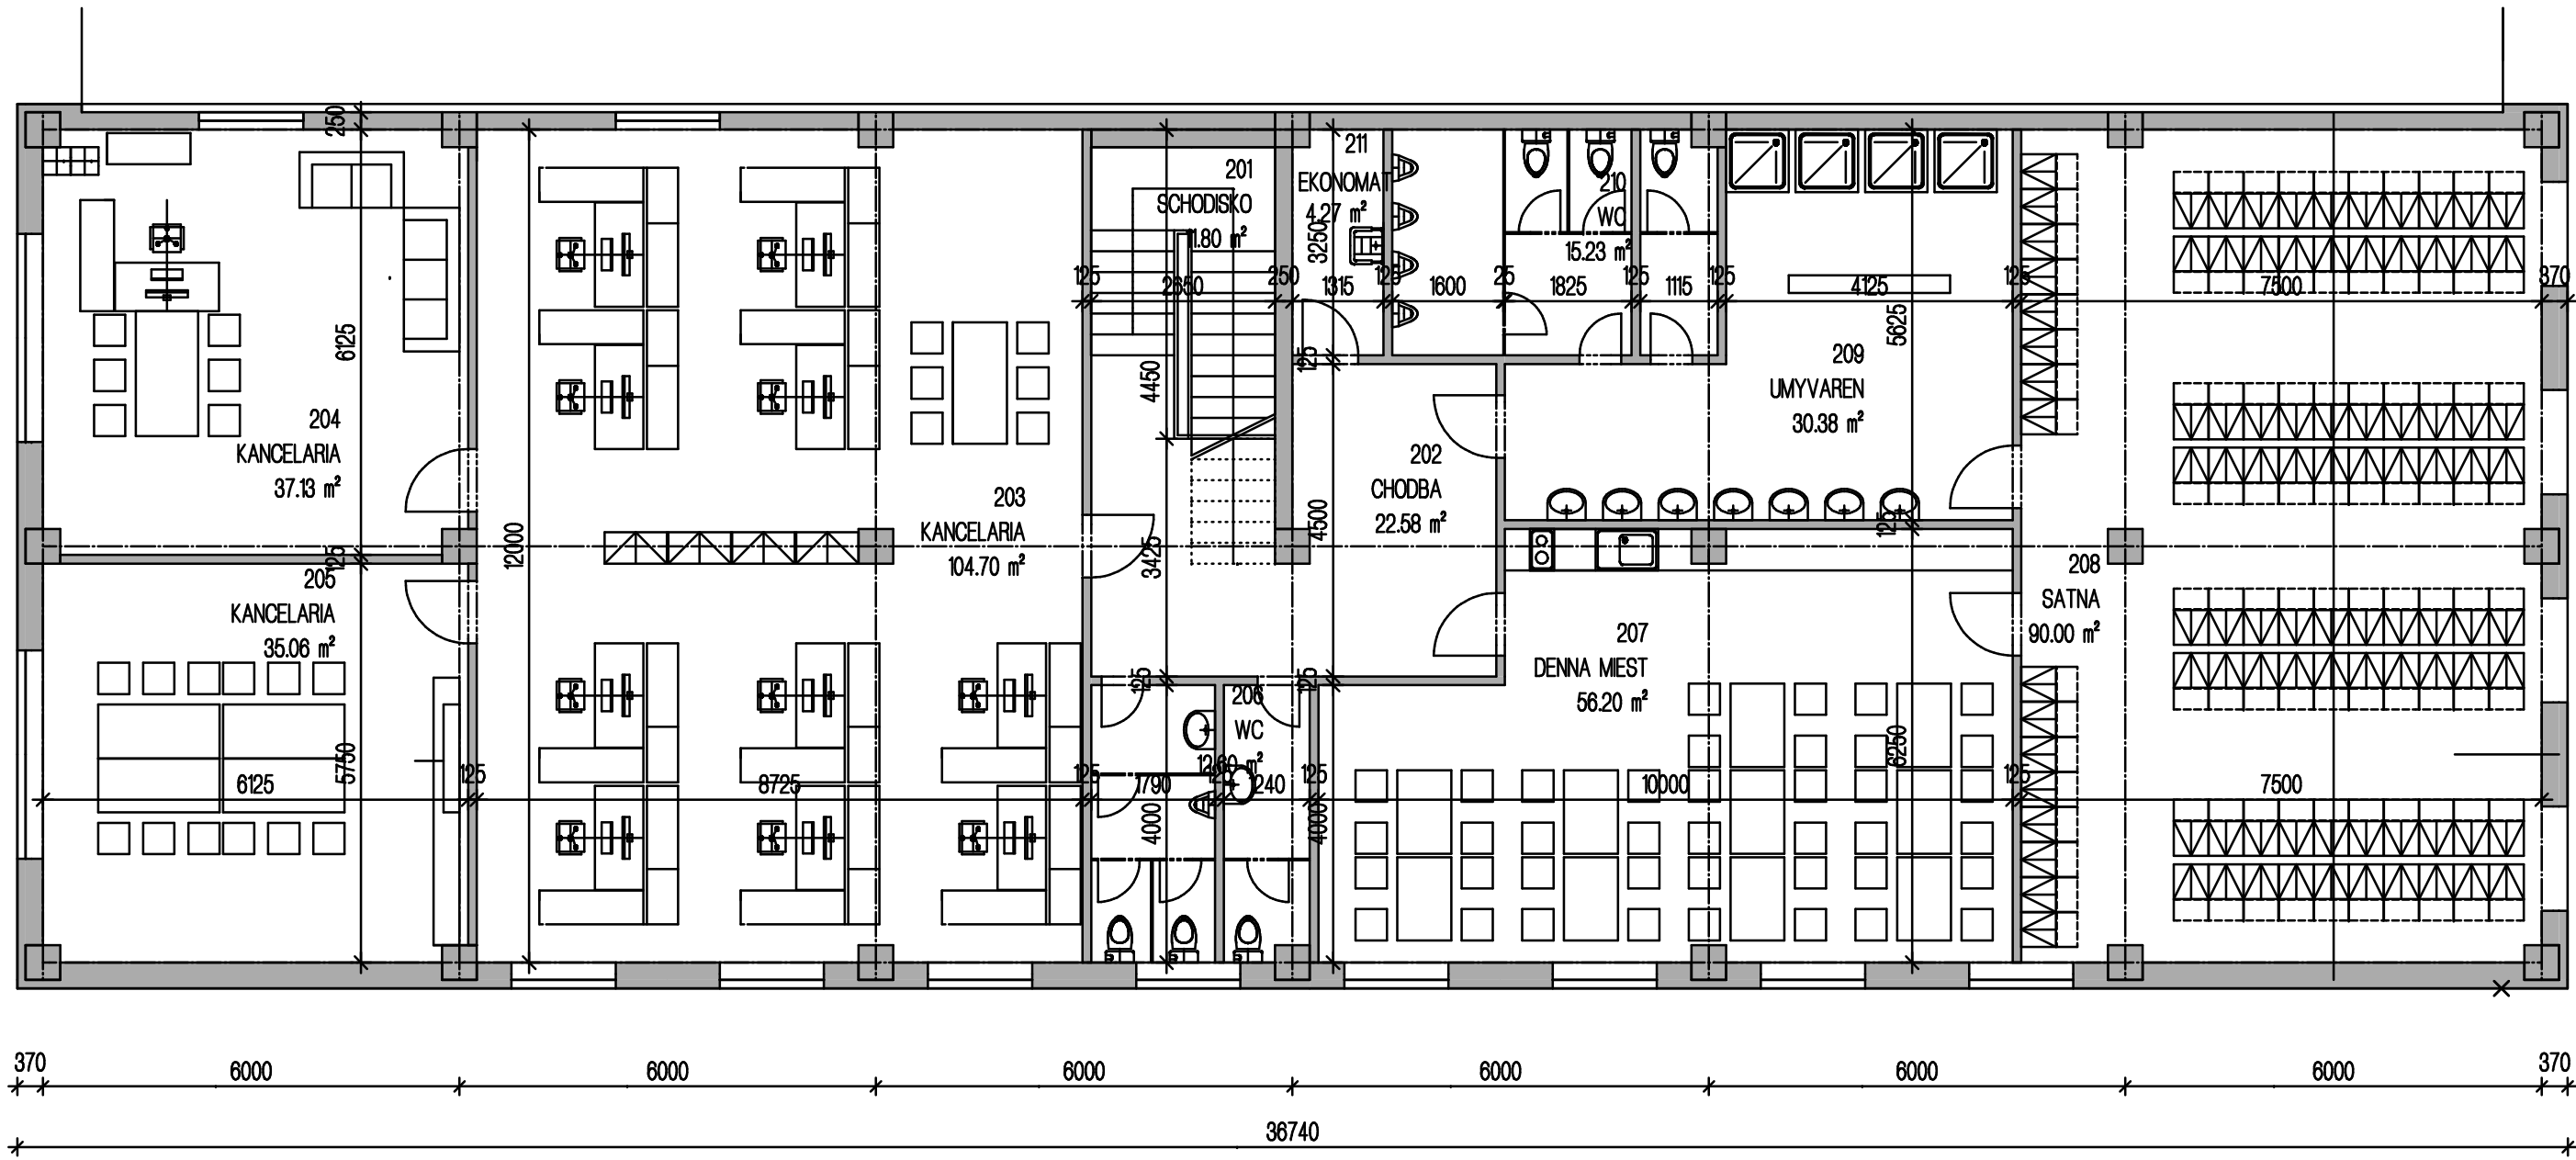 250
211
201
EKONOMAT
SCHODISKO
4.27 m²
11.80 m²
3250
210
WC
15.23 m²
125
2650
250
1315
125
1600
25
1825
125
1115
125
4125
125
7500
370
6125
4450
125
5625
209
UMYVAREN
30.38 m²
204
KANCELARIA
37.13 m²
202
CHODBA
22.58 m²
203
KANCELARIA
104.70 m²
12000
3425
4500
125
125
205
KANCELARIA
35.06 m²
208
SATNA
90.00 m²
207
DENNA MIEST
56.20 m²
125
125
206
WC
12.60 m²
5750
6250
6125
125
8725
125
1790
125
1240
125
10000
125
7500
4000
4000
370
6000
6000
6000
6000
6000
6000
370
36740